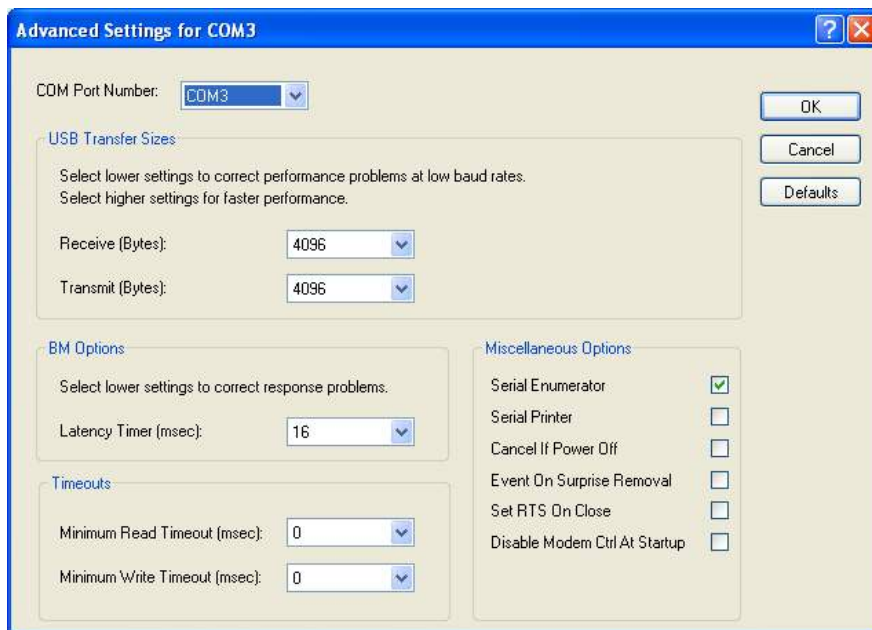 Advanced Settings for COM3
COM Port Number: COM3
OK
Cancel
Defaults
USB Transfer Sizes
Select lower settings to correct performance problems at low baud rates.
Select higher settings for faster performance.
Receive (Bytes): 4096
Transmit (Bytes): 4096
BM Options
Select lower settings to correct response problems.
Latency Timer (msec): 16
Timeouts
Minimum Read Timeout (msec): 0
Minimum Write Timeout (msec): 0
Miscellaneous Options
Serial Enumerator
Serial Printer
Cancel If Power Off
Event On Surprise Removal
Set RTS On Close
Disable Modem Ctrl At Startup